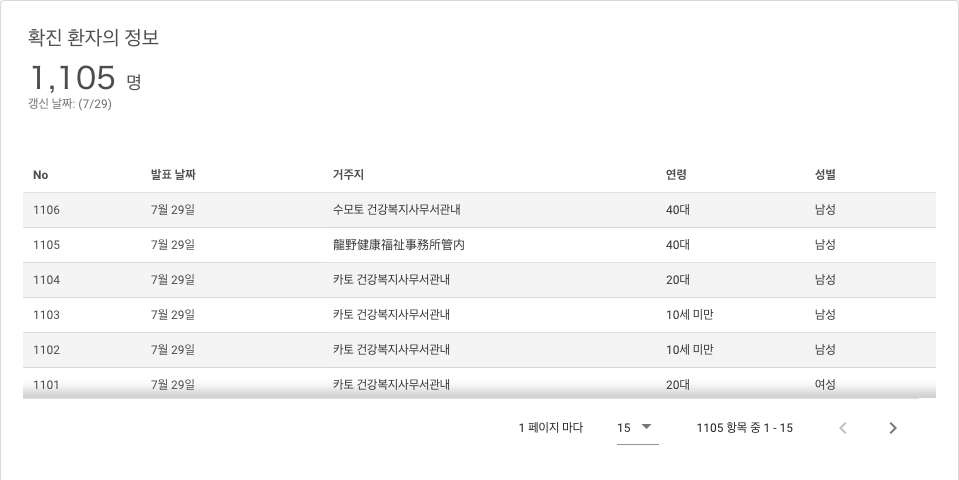 확진 환자의 정보
1,105 명
갱신 날짜: (7/29)
No 발표 날짜 거주지 연령 성별
1106 7월 29일 수모토 건강복지사무서관내 40대 남성
1105 7월 29일 龍野健康福祉事務所管内 40대 남성
1104 7월 29일 카토 건강복지사무서관내 20대 남성
1103 7월 29일 카토 건강복지사무서관내 10세 미만 남성
1102 7월 29일 카토 건강복지사무서관내 10세 미만 남성
1101 7월 29일 카토 건강복지사무서관내 20대 여성
1 페이지 마다 15 1105 항목 중 1 - 15